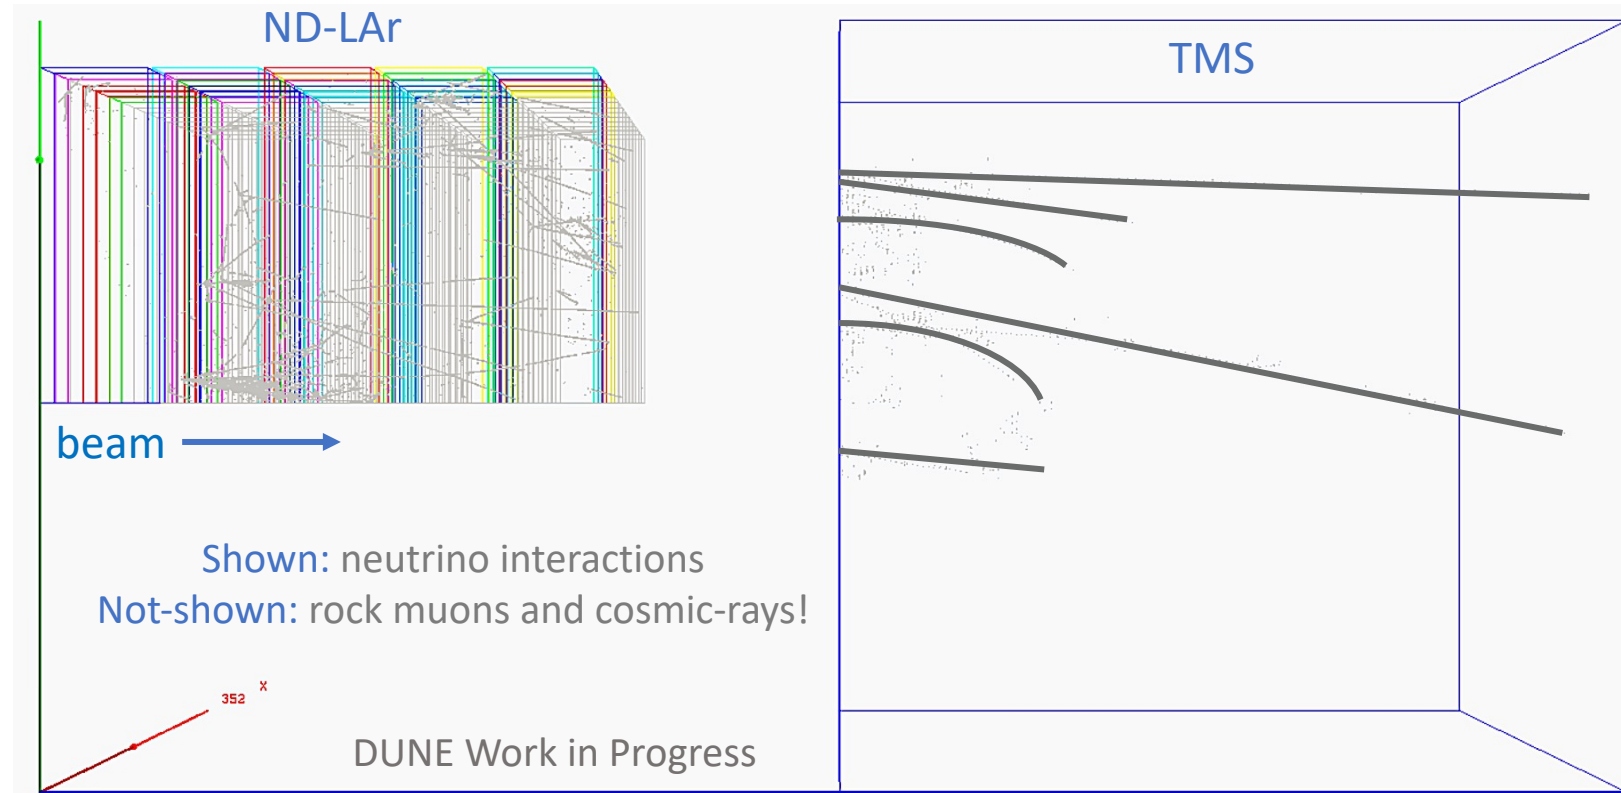 ND-LAr
TMS
beam
Shown: neutrino interactions
Not-shown: rock muons and cosmic-rays!
352 X
DUNE Work in Progress